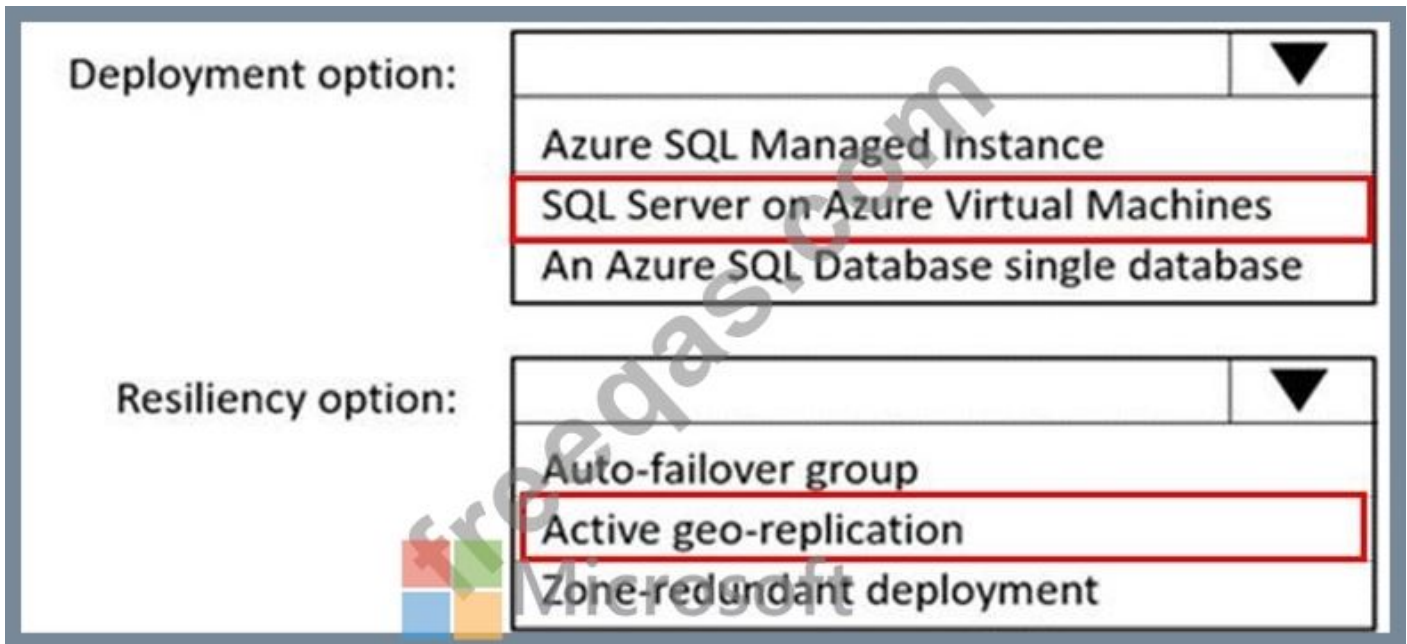 Deployment option:
Azure SQL Managed Instance
SQL Server on Azure Virtual Machines
An Azure SQL Database single database
Resiliency option:
Auto-failover group
Active geo-replication
Zone-redundant deployment
freeqas.com
Microsoft